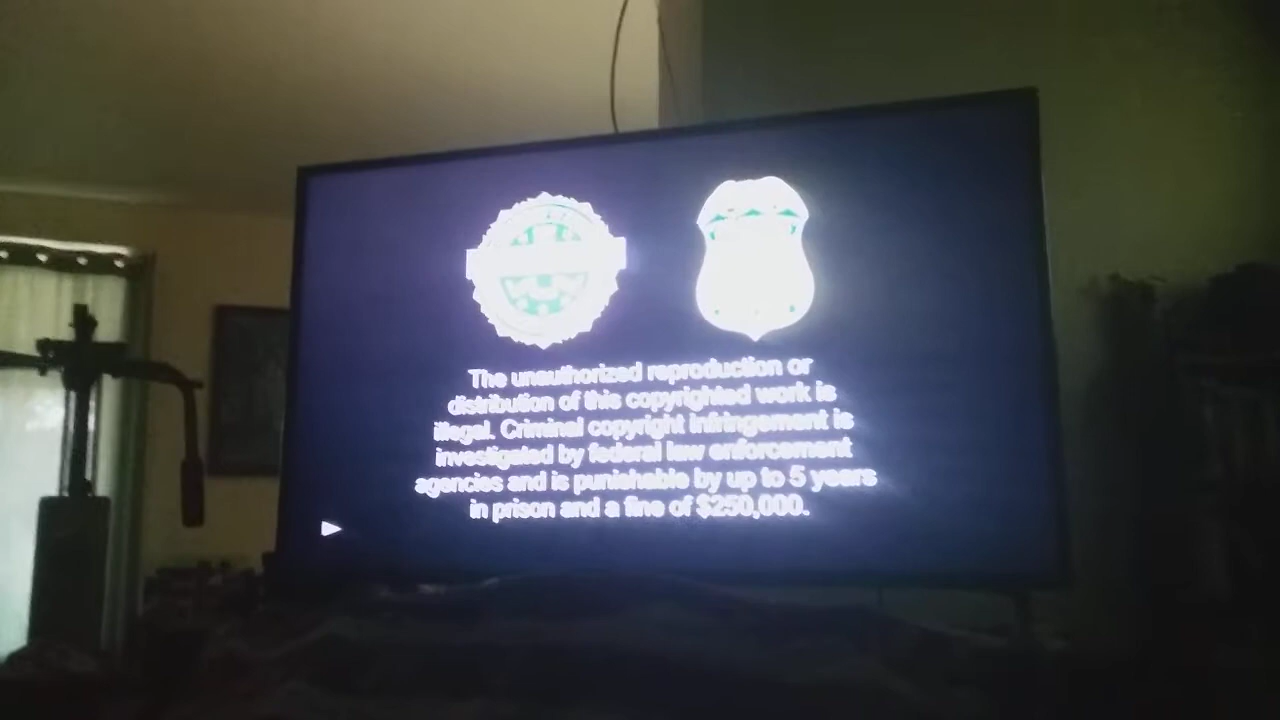 The unauthorized reproduction or
distribution of this copyrighted work is
illegal. Criminal copyright infringement is
investigated by federal law enforcement
agencies and is punishable by up to 5 years
in prison and a fine of $250,000.